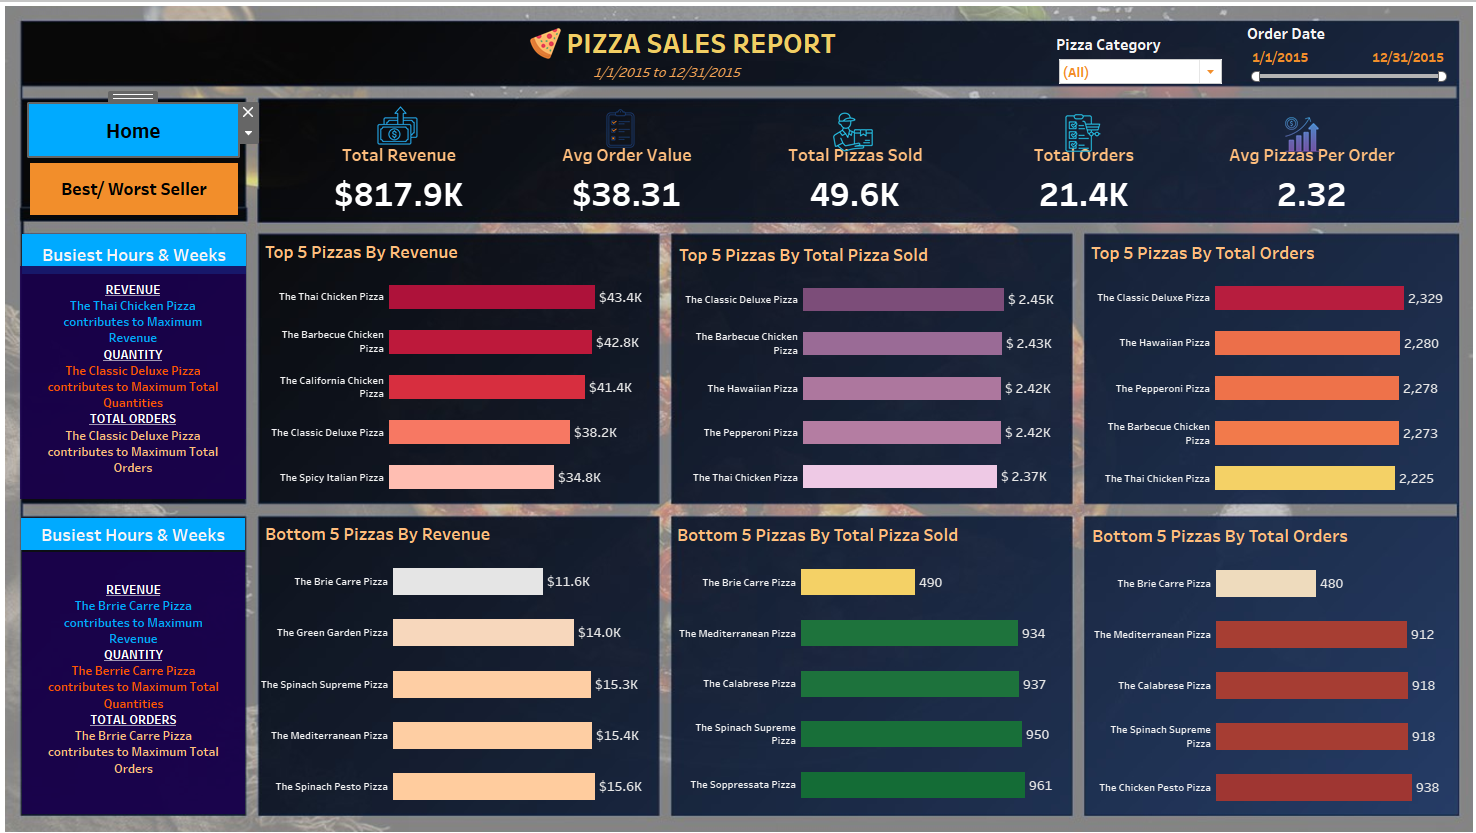 PIZZA SALES REPORT
1/1/2015 to 12/31/2015
Pizza Category
(All)
Order Date
1/1/2015
12/31/2015
Home
Best/ Worst Seller
Total Revenue
$817.9K
Avg Order Value
$38.31
Total Pizzas Sold
49.6K
Total Orders
21.4K
Avg Pizzas Per Order
2.32
Busiest Hours & Weeks
REVENUE
The Thai Chicken Pizza
contributes to Maximum
Revenue
QUANTITY
The Classic Deluxe Pizza
contributes to Maximum Total
Quantities
TOTAL ORDERS
The Classic Deluxe Pizza
contributes to Maximum Total
Orders
Top 5 Pizzas By Revenue
The Thai Chicken Pizza $43.4K
The Barbecue Chicken
Pizza $42.8K
The California Chicken
Pizza $41.4K
The Classic Deluxe Pizza $38.2K
The Spicy Italian Pizza $34.8K
Top 5 Pizzas By Total Pizza Sold
The Classic Deluxe Pizza $ 2.45K
The Barbecue Chicken
Pizza $ 2.43K
The Hawaiian Pizza $ 2.42K
The Pepperoni Pizza $ 2.42K
The Thai Chicken Pizza $ 2.37K
Top 5 Pizzas By Total Orders
The Classic Deluxe Pizza 2,329
The Hawaiian Pizza 2,280
The Pepperoni Pizza 2,278
The Barbecue Chicken
Pizza 2,273
The Thai Chicken Pizza 2,225
Busiest Hours & Weeks
REVENUE
The Brrie Carre Pizza
contributes to Maximum
Revenue
QUANTITY
The Berrie Carre Pizza
contributes to Maximum Total
Quantities
TOTAL ORDERS
The Brrie Carre Pizza
contributes to Maximum Total
Orders
Bottom 5 Pizzas By Revenue
The Brie Carre Pizza $11.6K
The Green Garden Pizza $14.0K
The Spinach Supreme Pizza $15.3K
The Mediterranean Pizza $15.4K
The Spinach Pesto Pizza $15.6K
Bottom 5 Pizzas By Total Pizza Sold
The Brie Carre Pizza 490
The Mediterranean Pizza 934
The Calabrese Pizza 937
The Spinach Supreme
Pizza 950
The Soppressata Pizza 961
Bottom 5 Pizzas By Total Orders
The Brie Carre Pizza 480
The Mediterranean Pizza 912
The Calabrese Pizza 918
The Spinach Supreme
Pizza 918
The Chicken Pesto Pizza 938